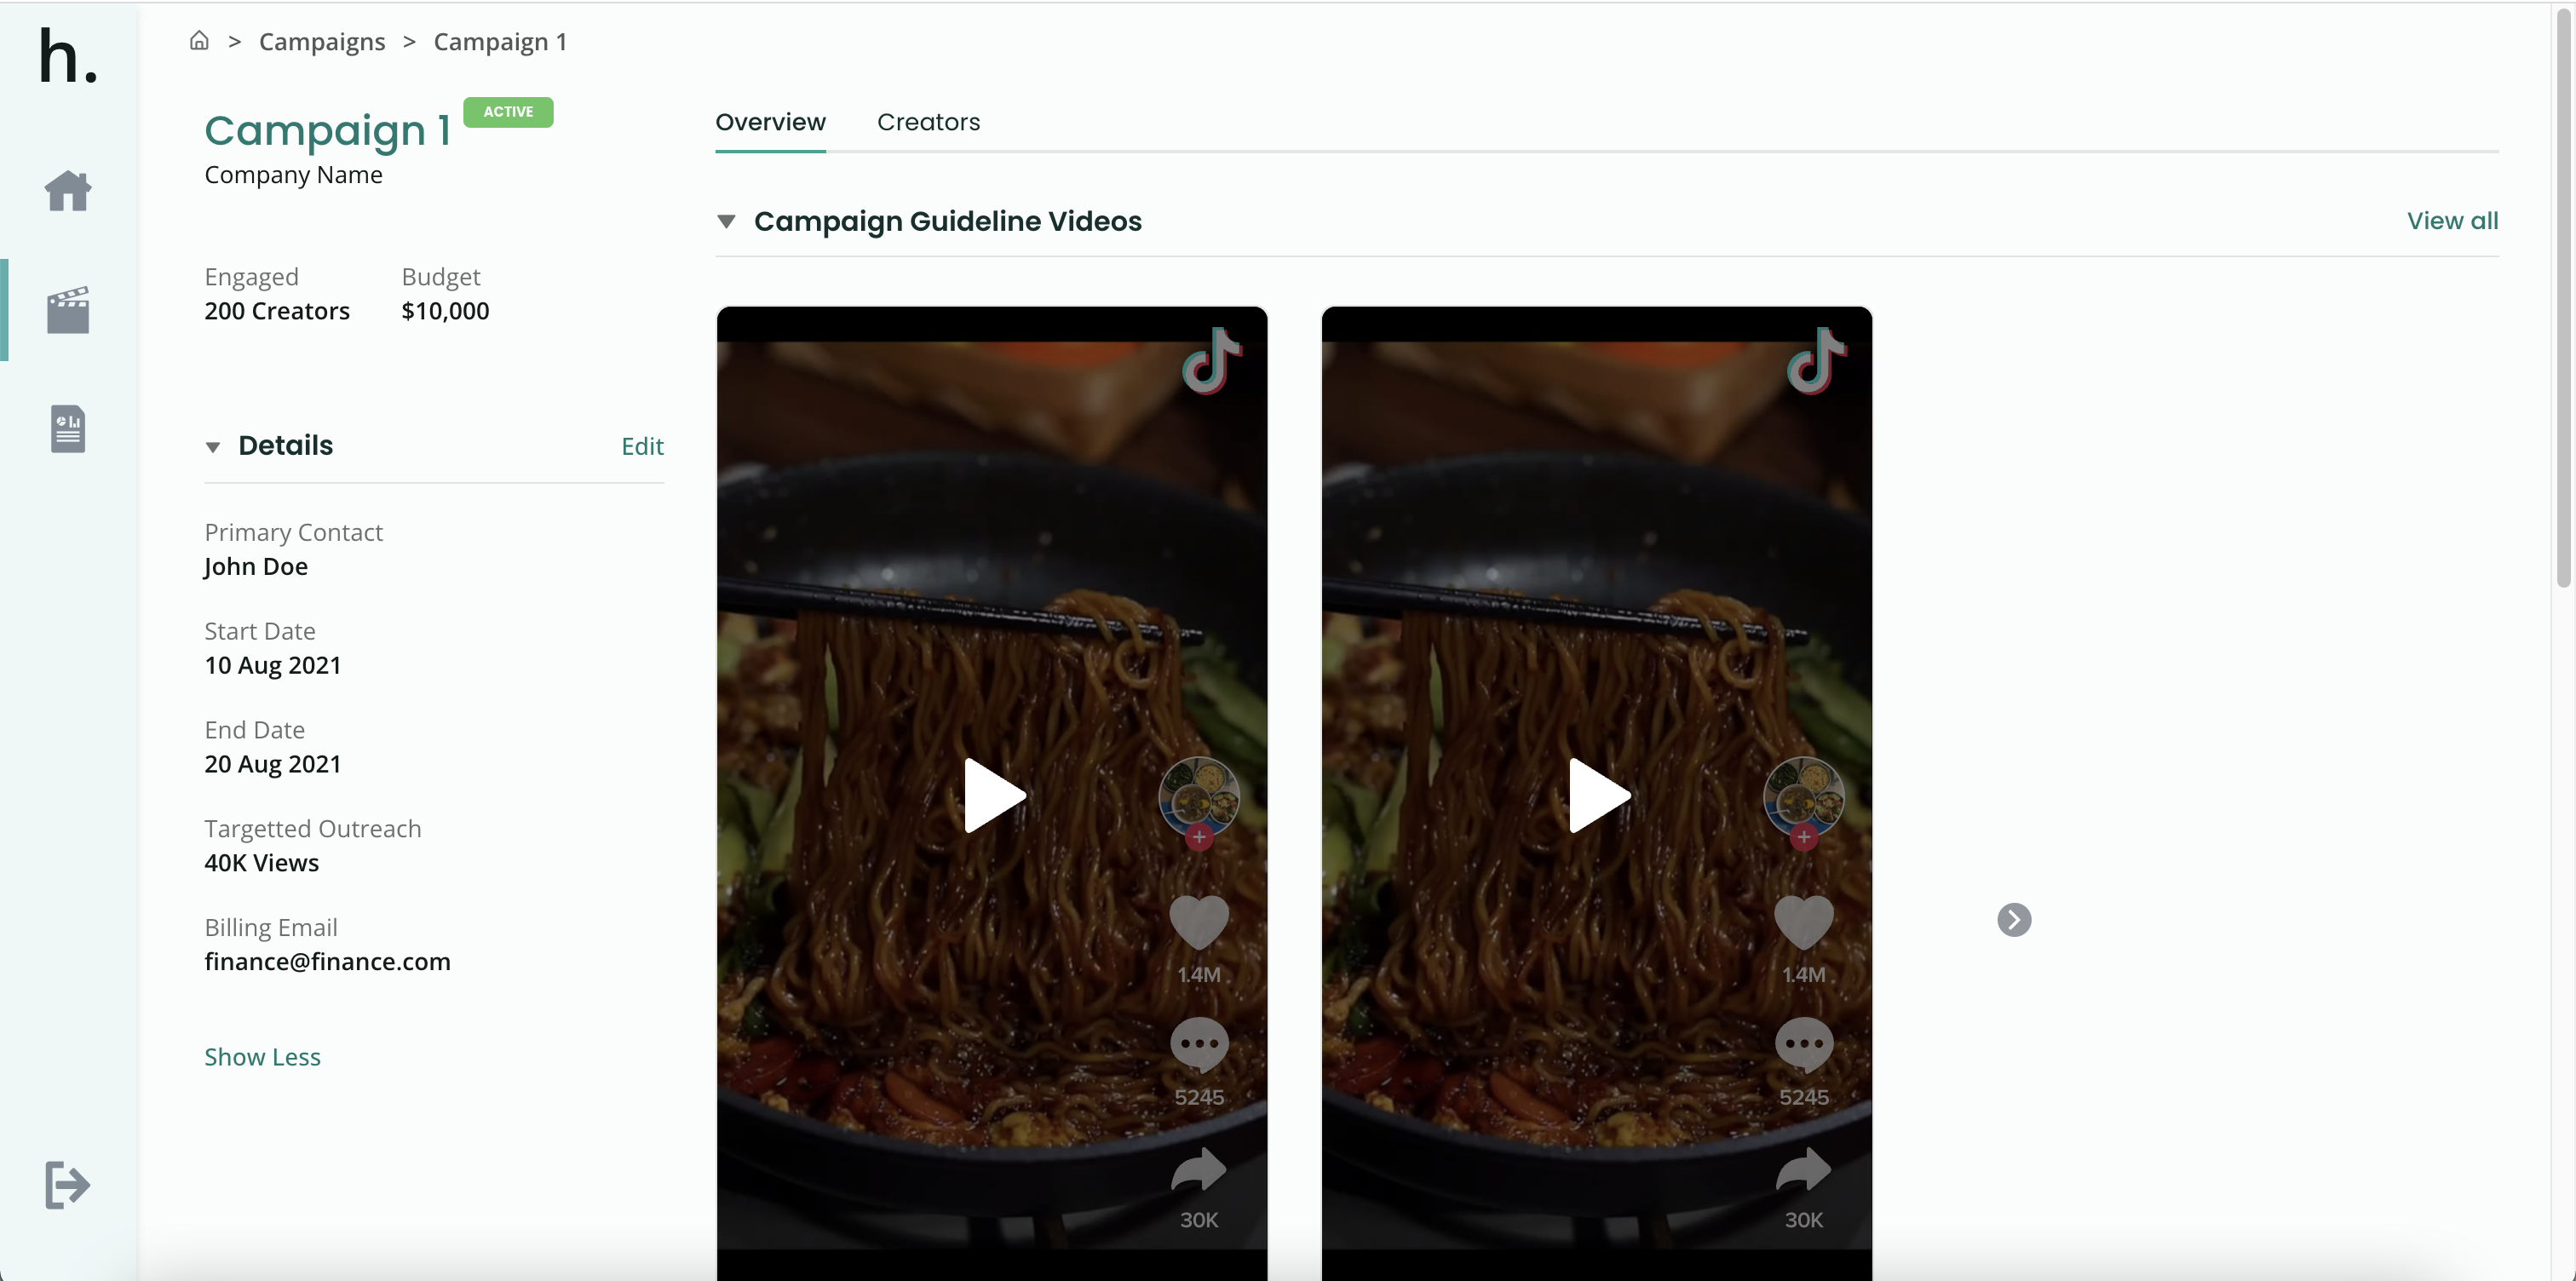 h.
> Campaigns > Campaign 1
Campaign 1 ACTIVE
Company Name
Engaged Budget
200 Creators $10,000
Details Edit
Primary Contact
John Doe
Start Date
10 Aug 2021
End Date
20 Aug 2021
Targetted Outreach
40K Views
Billing Email
finance@finance.com
Show Less
Overview Creators
Campaign Guideline Videos View all
1.4M
5245
30K
1.4M
5245
30K